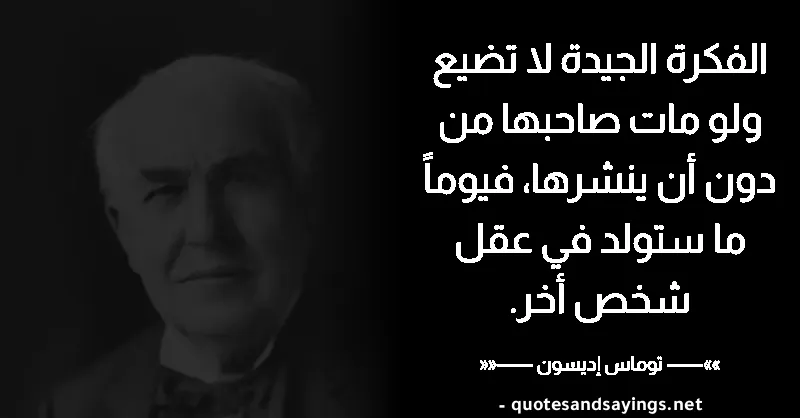 الفكرة الجيدة لا تضيع
ولو مات صاحبها من
دون أن ينشرها، فيوماً
ما ستولد في عقل
شخص أخر.
»»—— توماس إديسون ——««
- quotesandsayings.net